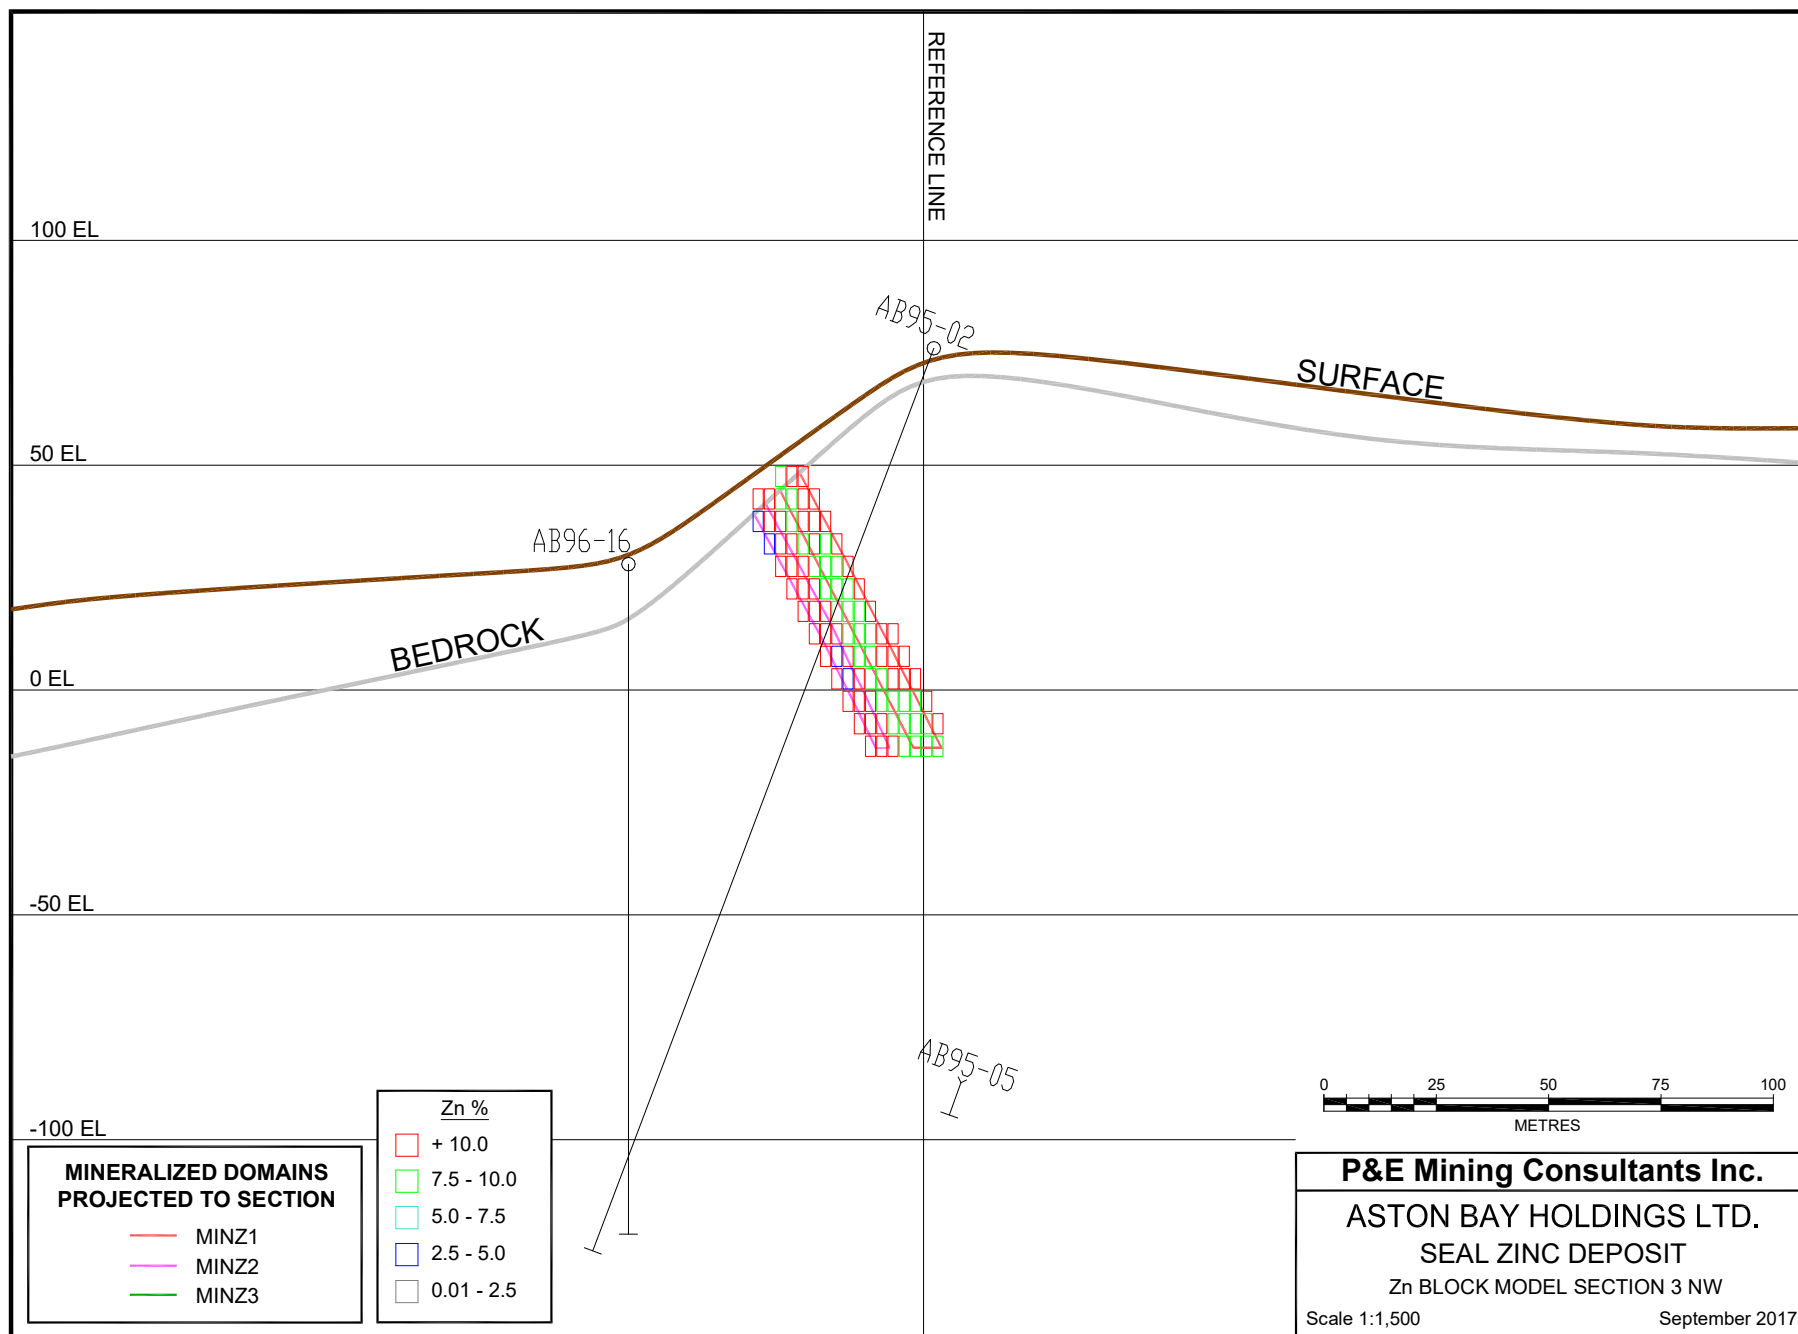 REFERENCE LINE
100 EL
AB95-02
SURFACE
50 EL
AB96-16
BEDROCK
0 EL
-50 EL
AB95-05
-100 EL
0 25 50 75 100
METRES
MINERALIZED DOMAINS
PROJECTED TO SECTION
MINZ1
MINZ2
MINZ3
Zn %
+ 10.0
7.5 - 10.0
5.0 - 7.5
2.5 - 5.0
0.01 - 2.5
P&E Mining Consultants Inc.
ASTON BAY HOLDINGS LTD.
SEAL ZINC DEPOSIT
Zn BLOCK MODEL SECTION 3 NW
Scale 1:1,500 September 2017